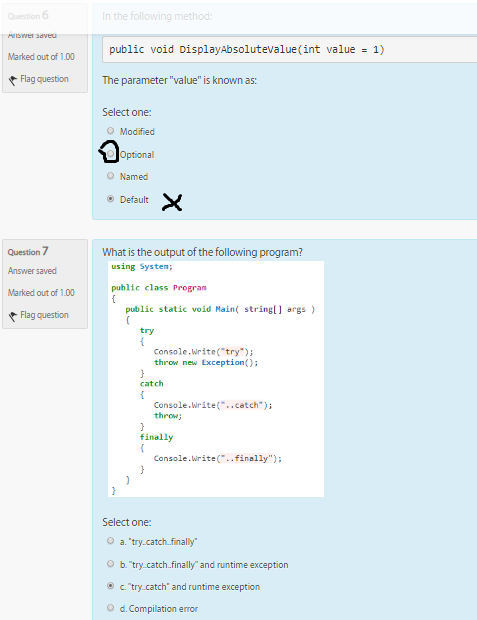 Question 6
In the following method:
Answer saved
Marked out of 1.00
Flag question
public void DisplayAbsoluteValue(int value = 1)
The parameter "value" is known as:
Select one:
Modified
Optional
Named
Default
Question 7
Answer saved
Marked out of 1.00
Flag question
What is the output of the following program?
using System;
public class Program
{
public static void Main( string[] args )
{
try
{
Console.Write("try");
throw new Exception();
}
catch
{
Console.Write("..catch");
throw;
}
finally
{
Console.Write("..finally");
}
}
}
Select one:
a. "try..catch..finally"
b. "try..catch..finally" and runtime exception
c. "try..catch" and runtime exception
d. Compilation error